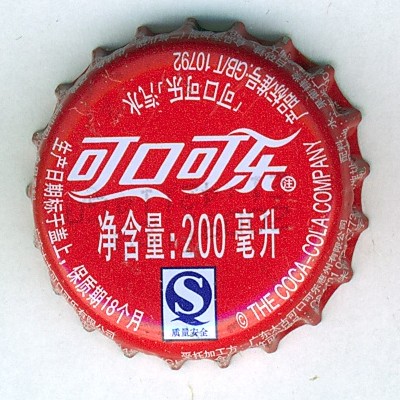 「可口可乐」汽水
产品标准号:GB/T 10792
可口可乐 注
净含量:200 毫升
生产日期标于盖上, 保质期18个月
© THE COCA-COLA COMPANY
S
质量安全